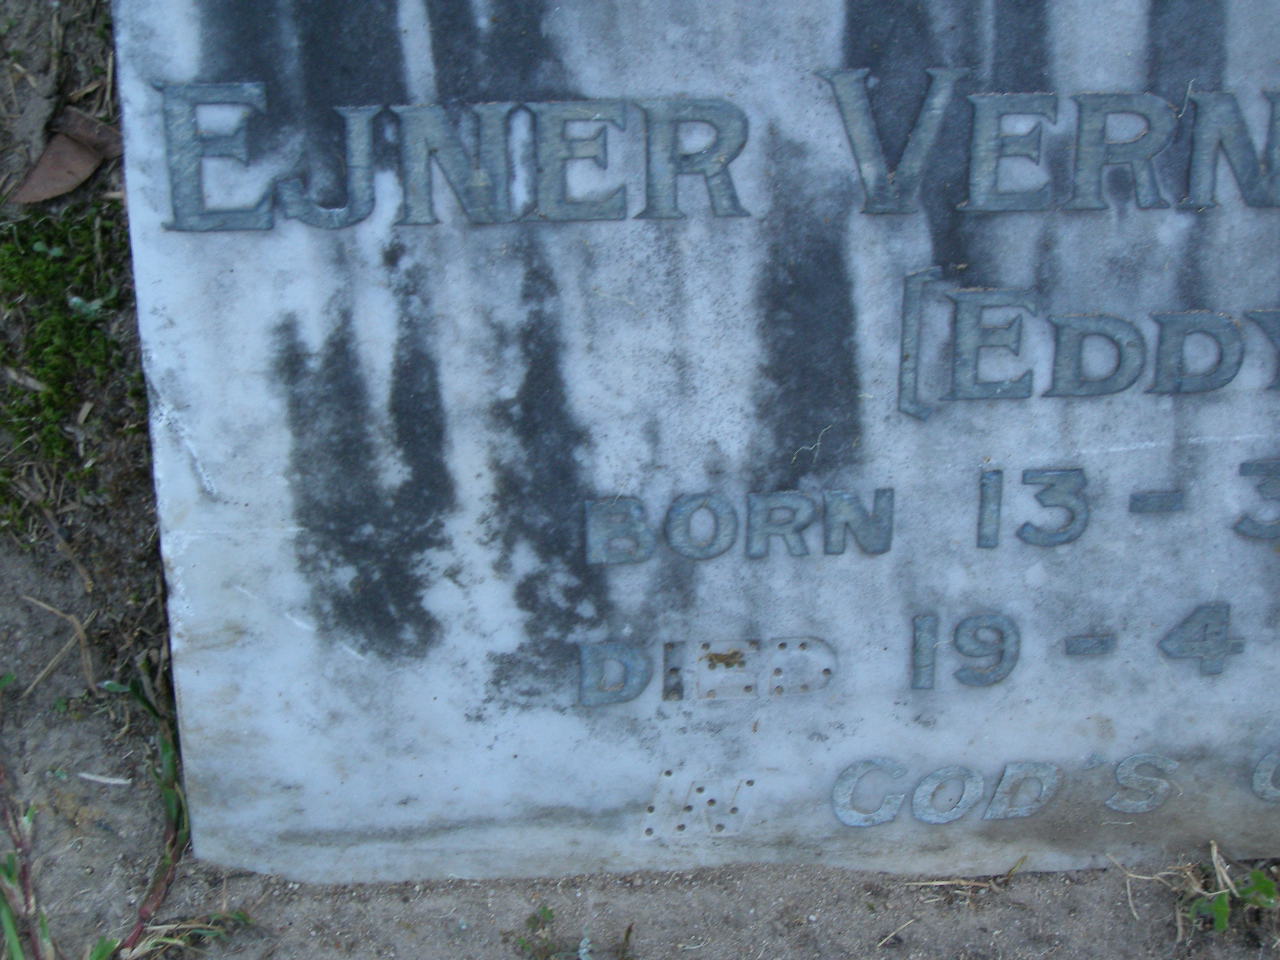 EJNER VERN
(EDDY
BORN 13 - 3
DIED 19 - 4
IN GOD'S